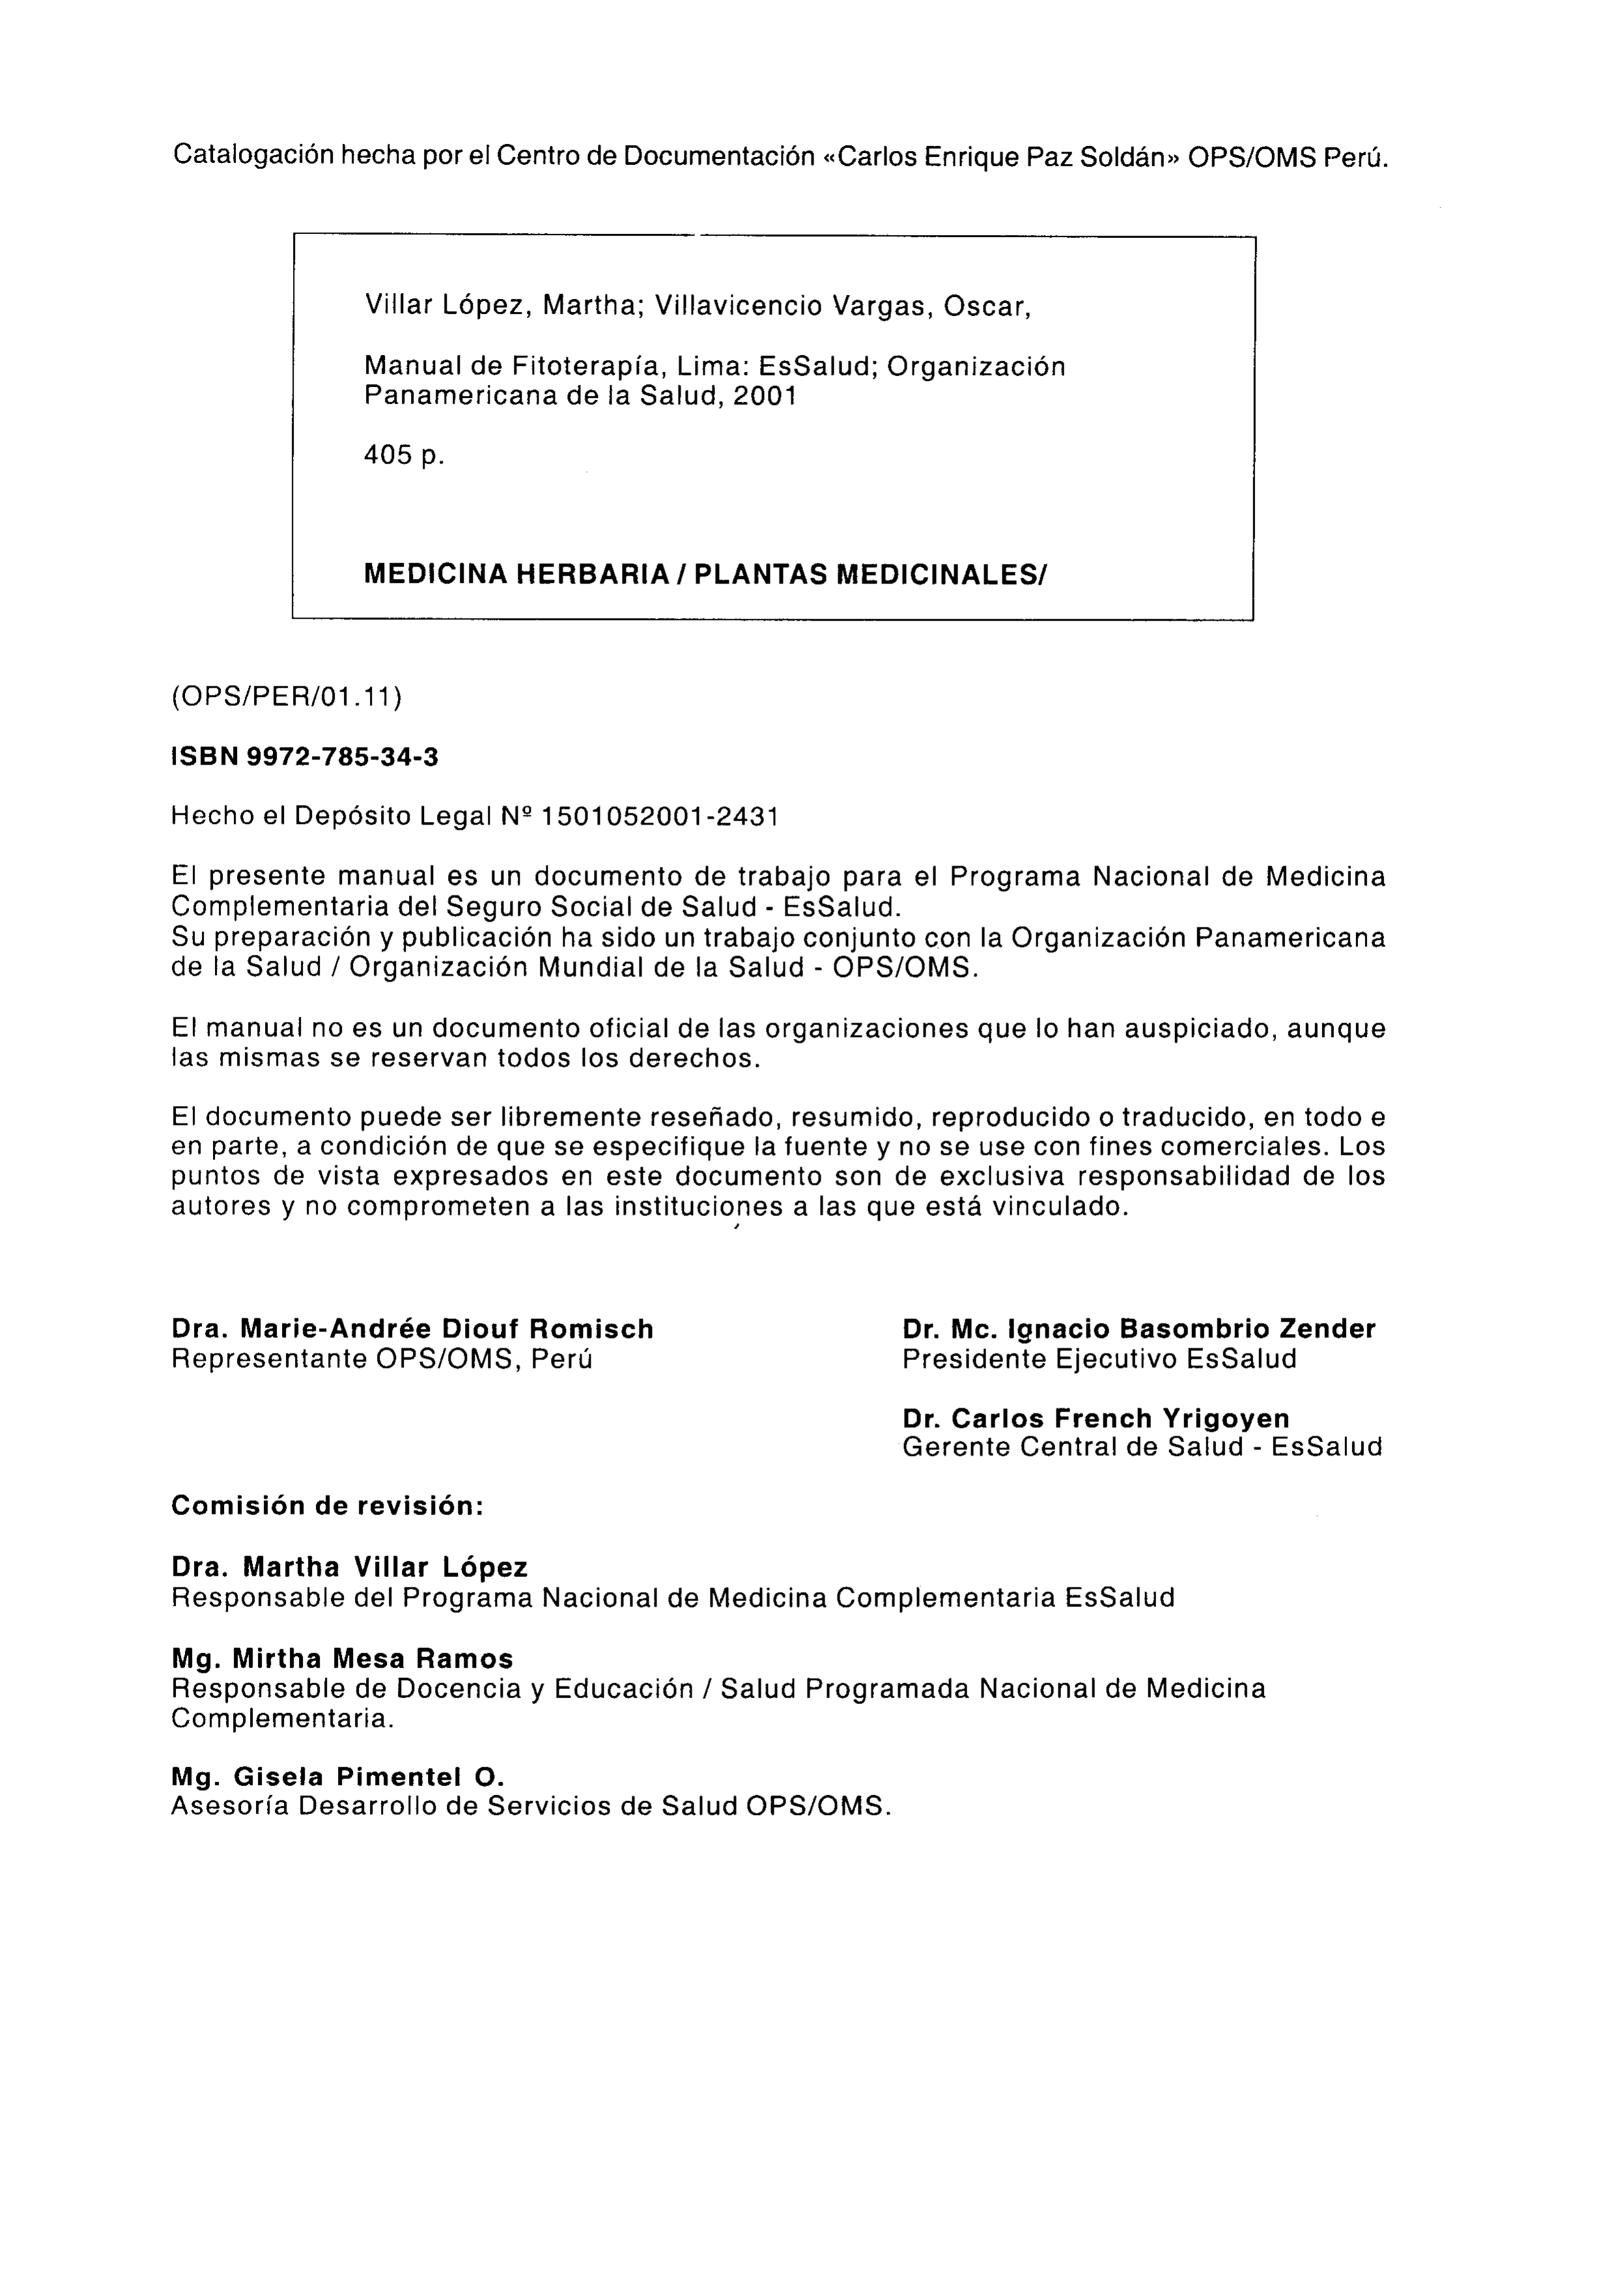 Catalogación hecha por el Centro de Documentación «Carlos Enrique Paz Soldán» OPS/OMS Perú.
Villar López, Martha; Villavicencio Vargas, Oscar,
Manual de Fitoterapía, Lima: EsSalud; Organización
Panamericana de la Salud, 2001
405 p.
MEDICINA HERBARIA / PLANTAS MEDICINALES/
(OPS/PER/01.11)
ISBN 9972-785-34-3
Hecho el Depósito Legal Nº 1501052001-2431
El presente manual es un documento de trabajo para el Programa Nacional de Medicina
Complementaria del Seguro Social de Salud - EsSalud.
Su preparación y publicación ha sido un trabajo conjunto con la Organización Panamericana
de la Salud / Organización Mundial de la Salud - OPS/OMS.
El manual no es un documento oficial de las organizaciones que lo han auspiciado, aunque
las mismas se reservan todos los derechos.
El documento puede ser libremente reseñado, resumido, reproducido o traducido, en todo e
en parte, a condición de que se especifique la fuente y no se use con fines comerciales. Los
puntos de vista expresados en este documento son de exclusiva responsabilidad de los
autores y no comprometen a las instituciones a las que está vinculado.
Dra. Marie-Andrée Diouf Romisch
Representante OPS/OMS, Perú
Dr. Mc. Ignacio Basombrio Zender
Presidente Ejecutivo EsSalud
Dr. Carlos French Yrigoyen
Gerente Central de Salud - EsSalud
Comisión de revisión:
Dra. Martha Villar López
Responsable del Programa Nacional de Medicina Complementaria EsSalud
Mg. Mirtha Mesa Ramos
Responsable de Docencia y Educación / Salud Programada Nacional de Medicina
Complementaria.
Mg. Gisela Pimentel O.
Asesoría Desarrollo de Servicios de Salud OPS/OMS.